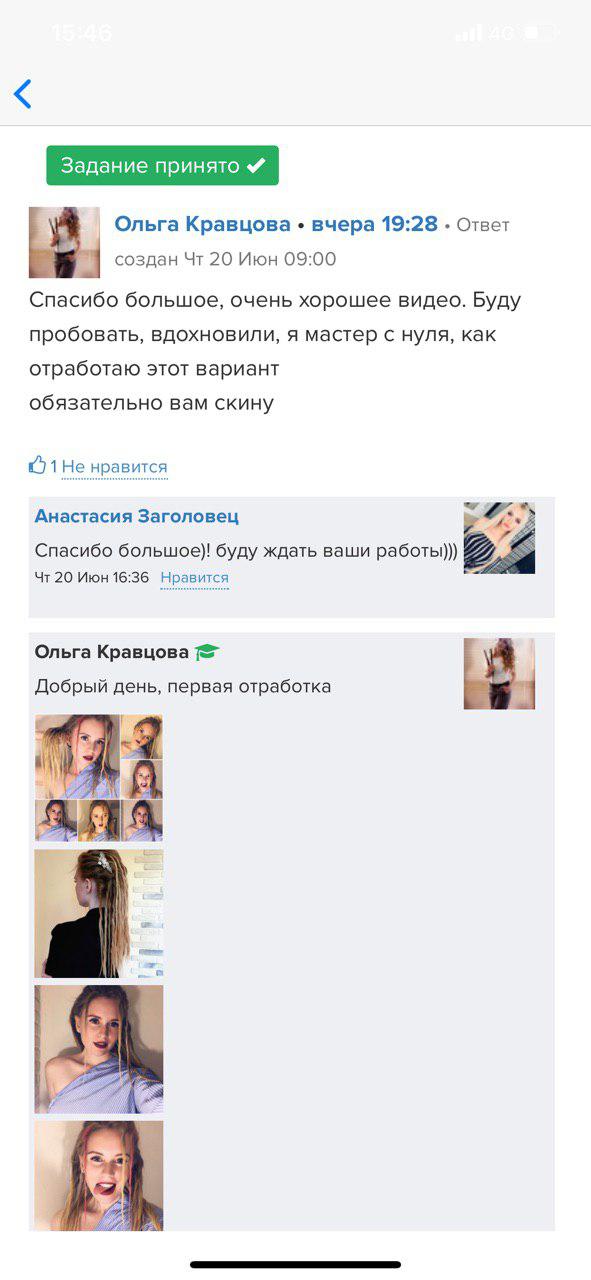 15:46
4G
Задание принято ✔
Ольга Кравцова • вчера 19:28 • Ответ
создан Чт 20 Июн 09:00
Спасибо большое, очень хорошее видео. Буду
пробовать, вдохновили, я мастер с нуля, как
отработаю этот вариант
обязательно вам скину
1 Не нравится
Анастасия Заголовец
Спасибо большое)! буду ждать ваши работы)))
Чт 20 Июн 16:36 Нравится
Ольга Кравцова
Добрый день, первая отработка